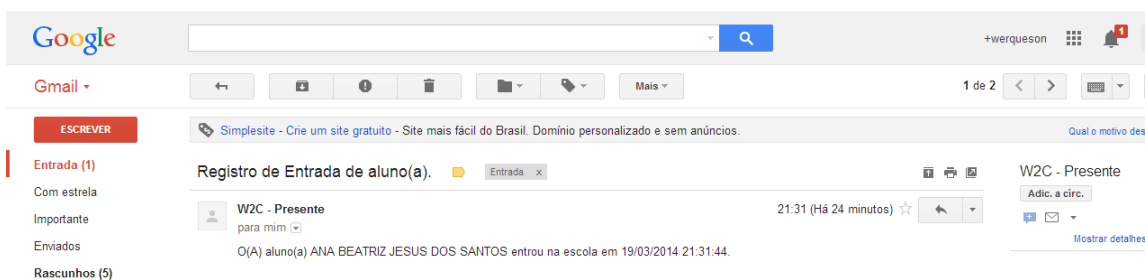 Google
+werqueson
1
Gmail
Mais
1 de 2
ESCREVER
Simplesite - Crie um site gratuito - Site mais fácil do Brasil. Domínio personalizado e sem anúncios.
Qual o motivo des
Entrada (1)
Registro de Entrada de aluno(a).
Entrada x
W2C - Presente
Com estrela
Adic. a circ.
Importante
W2C - Presente
21:31 (Há 24 minutos)
para mim
Enviados
Mostrar detalhes
O(A) aluno(a) ANA BEATRIZ JESUS DOS SANTOS entrou na escola em 19/03/2014 21:31:44.
Rascunhos (5)